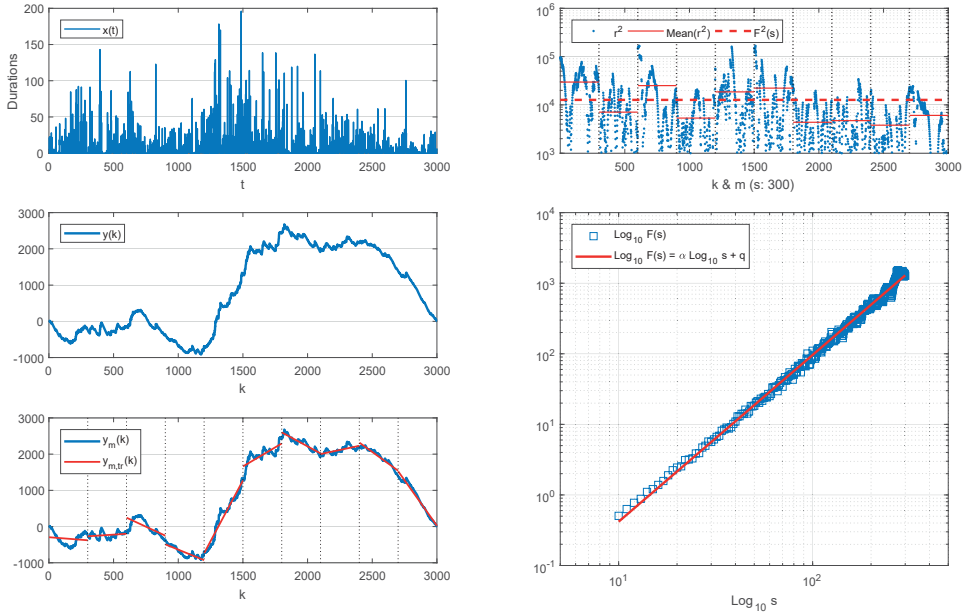 200
150
100
50
0
Durations
x(t)
0 500 1000 1500 2000 2500 3000
t
10^6
10^5
10^4
10^3
r^2 Mean(r^2) F^2(s)
500 1000 1500 2000 2500 3000
k & m (s: 300)
3000
2000
1000
0
-1000
y(k)
0 500 1000 1500 2000 2500 3000
k
3000
2000
1000
0
-1000
y_m(k)
y_{m,tr}(k)
0 500 1000 1500 2000 2500 3000
k
10^4
10^3
10^2
10^1
10^0
10^-1
Log_10 F(s)
Log_10 F(s) = α Log_10 s + q
10^1 10^2
Log_10 s